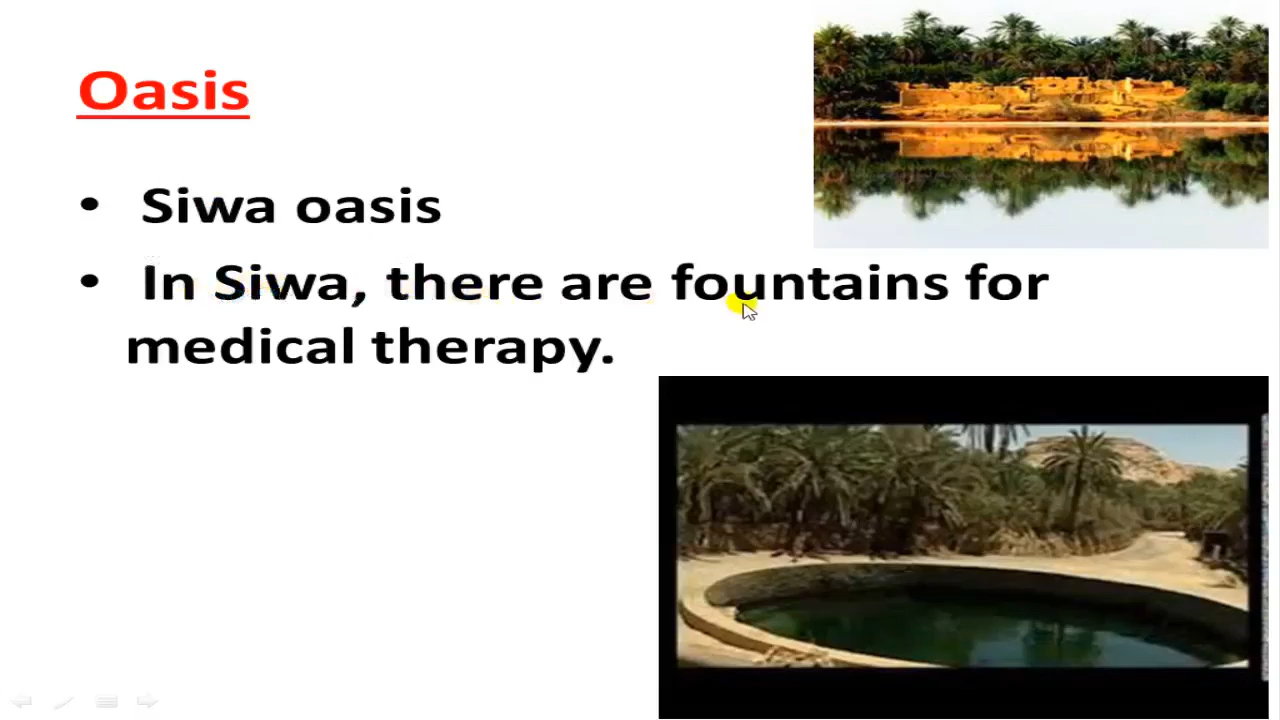 Oasis
• Siwa oasis
• In Siwa, there are fountains for
medical therapy.